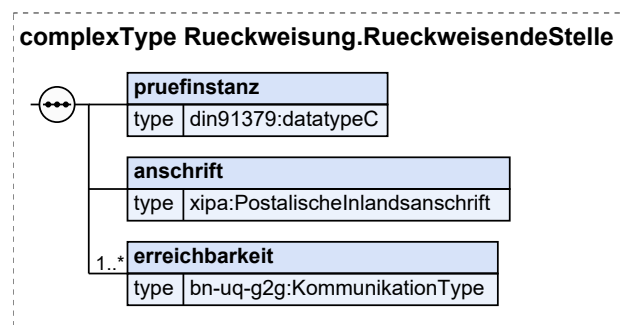 complexType Rueckweisung.RueckweisendeStelle
pruefinstanz
type din91379:datatypeC
anschrift
type xipa:PostalischeInlandsanschrift
1..* erreichbarkeit
type bn-uq-g2g:KommunikationType